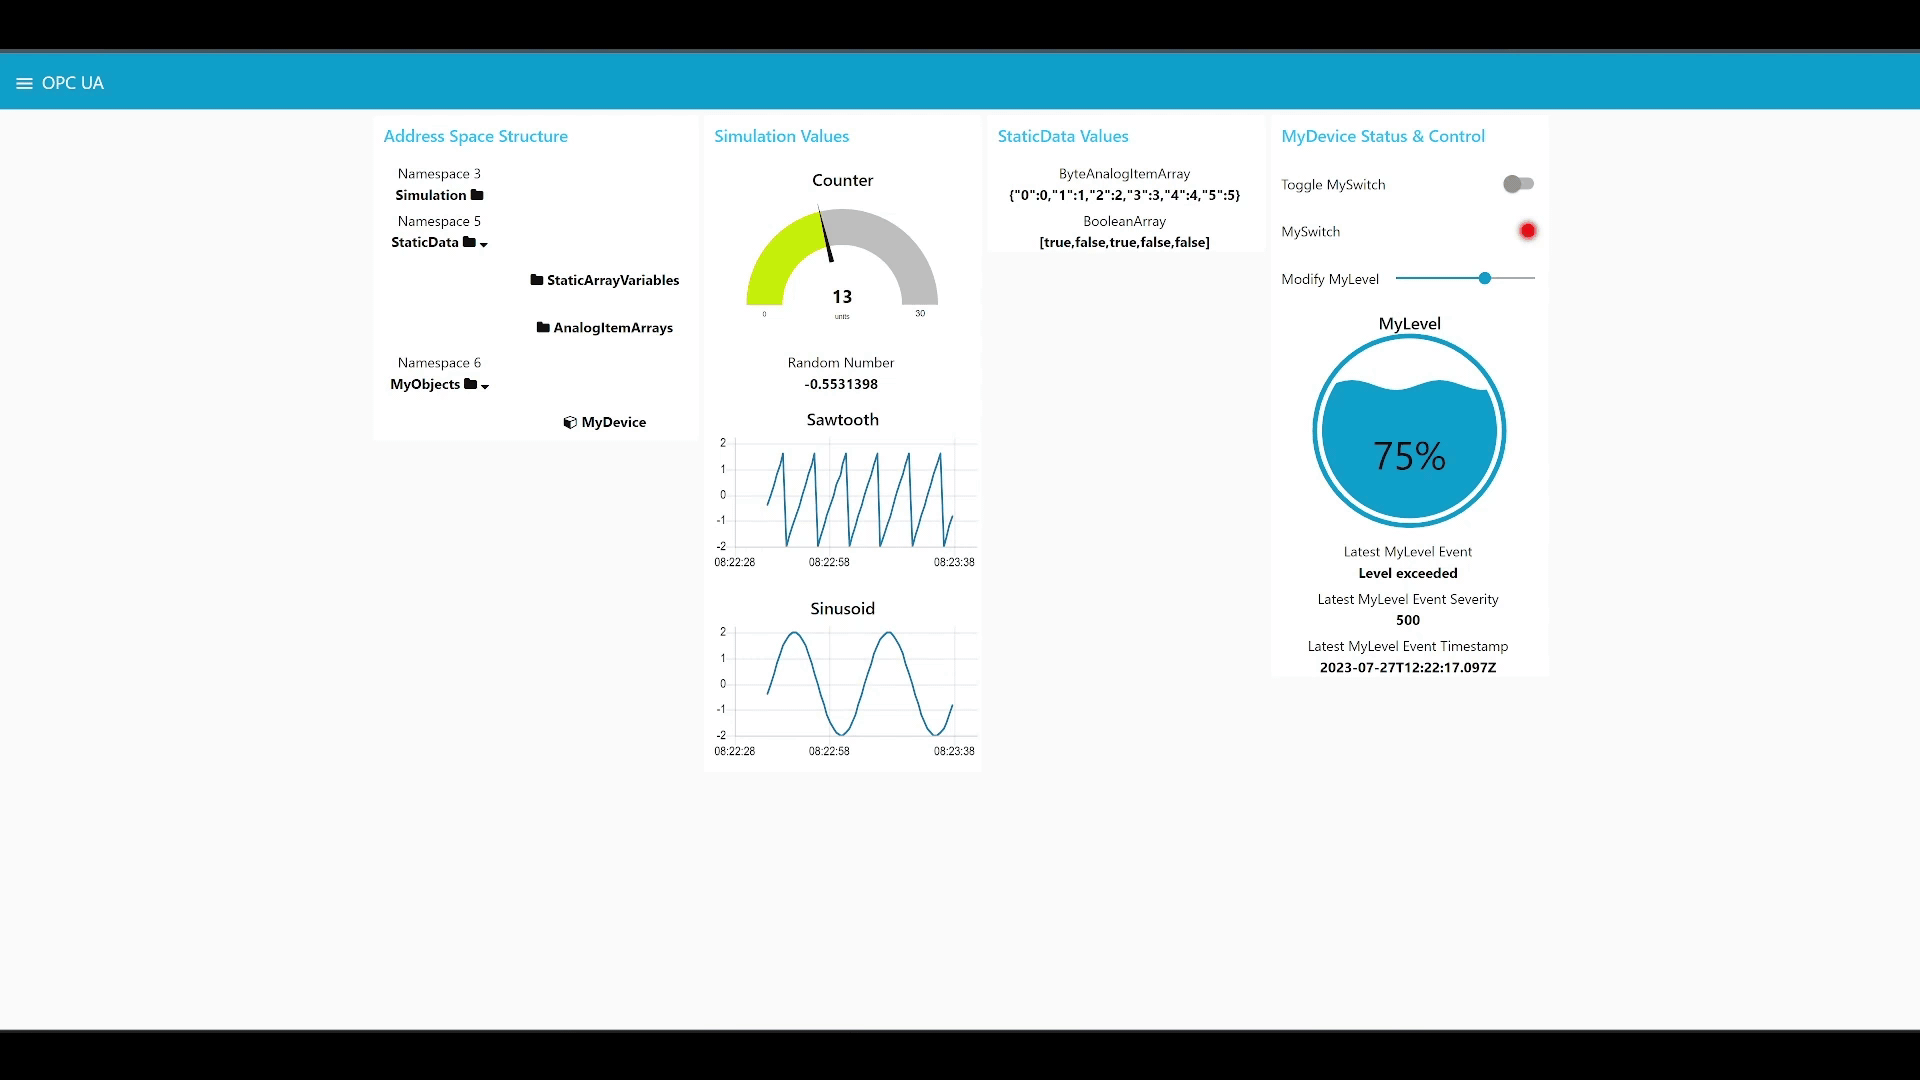 OPC UA
Address Space Structure
Namespace 3
Simulation
Namespace 5
StaticData
StaticArrayVariables
AnalogItemArrays
Namespace 6
MyObjects
MyDevice
Simulation Values
Counter
13
units
0
30
Random Number
-0.5531398
Sawtooth
2
1
0
-1
-2
08:22:28 08:22:58 08:23:38
Sinusoid
2
1
0
-1
-2
08:22:28 08:22:58 08:23:38
StaticData Values
ByteAnalogItemArray
{"0":0,"1":1,"2":2,"3":3,"4":4,"5":5}
BooleanArray
[true,false,true,false,false]
MyDevice Status & Control
Toggle MySwitch
MySwitch
Modify MyLevel
MyLevel
75%
Latest MyLevel Event
Level exceeded
Latest MyLevel Event Severity
500
Latest MyLevel Event Timestamp
2023-07-27T12:22:17.097Z